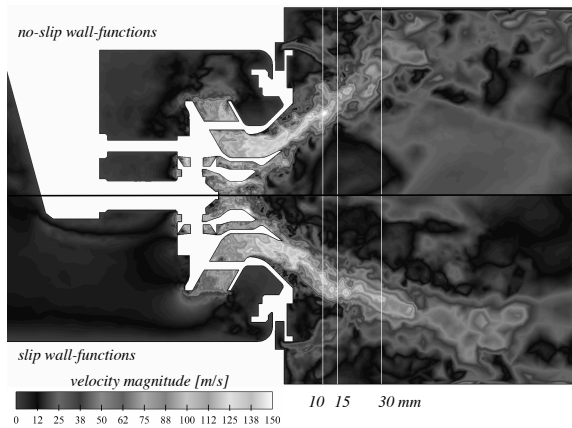 no-slip wall-functions
slip wall-functions
velocity magnitude [m/s]
0 12 25 38 50 62 75 88 100 112 125 138 150
10 15 30 mm